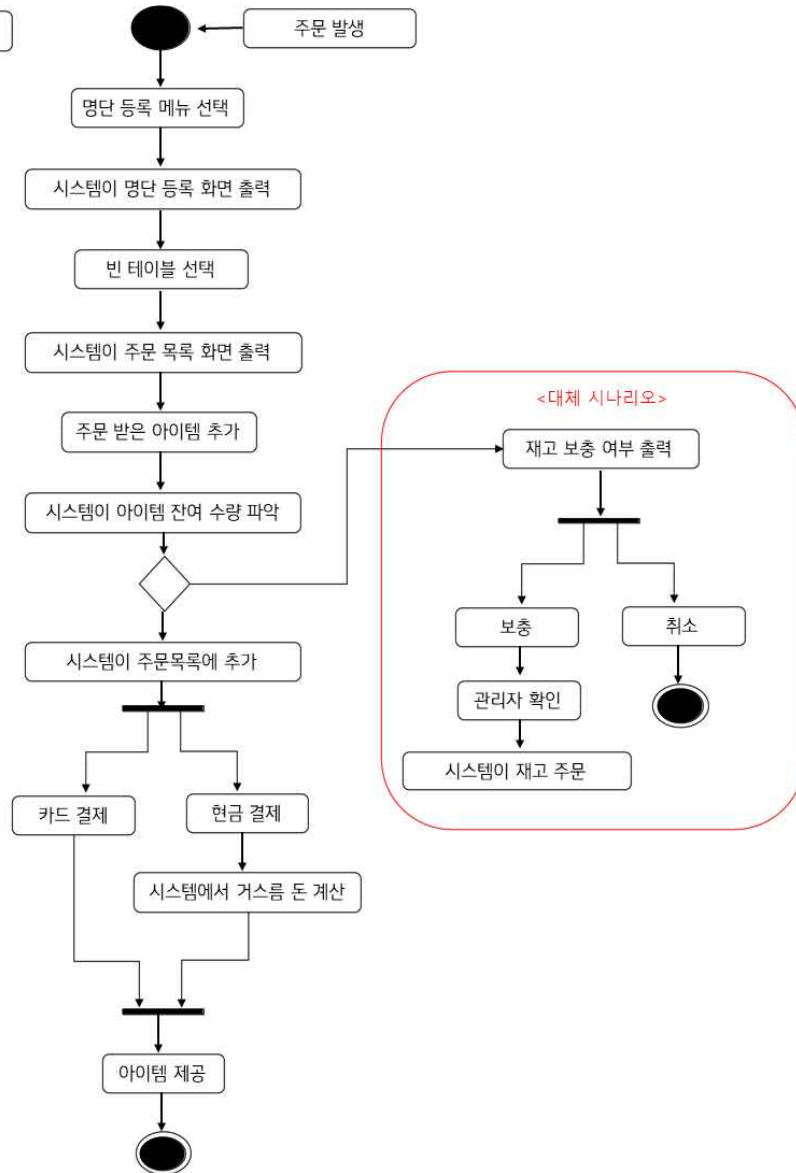 주문 발생
명단 등록 메뉴 선택
시스템이 명단 등록 화면 출력
빈 테이블 선택
시스템이 주문 목록 화면 출력
주문 받은 아이템 추가
시스템이 아이템 잔여 수량 파악
시스템이 주문목록에 추가
카드 결제
현금 결제
시스템에서 거스름 돈 계산
아이템 제공
<대체 시나리오>
재고 보충 여부 출력
보충
취소
관리자 확인
시스템이 재고 주문